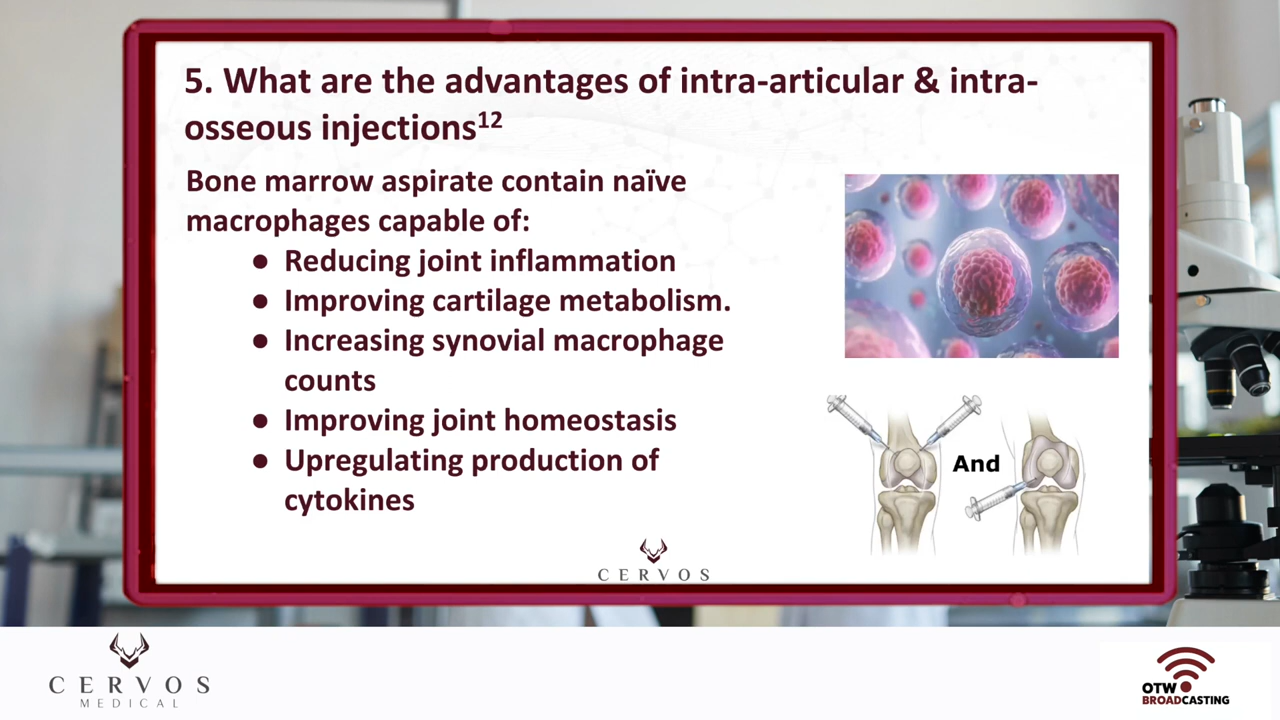 5. What are the advantages of intra-articular & intra-
osseous injections12
Bone marrow aspirate contain naïve
macrophages capable of:
● Reducing joint inflammation
● Improving cartilage metabolism.
● Increasing synovial macrophage
counts
● Improving joint homeostasis
● Upregulating production of
cytokines
And
CERVOS
CERVOS
MEDICAL
OTW
BROADCASTING